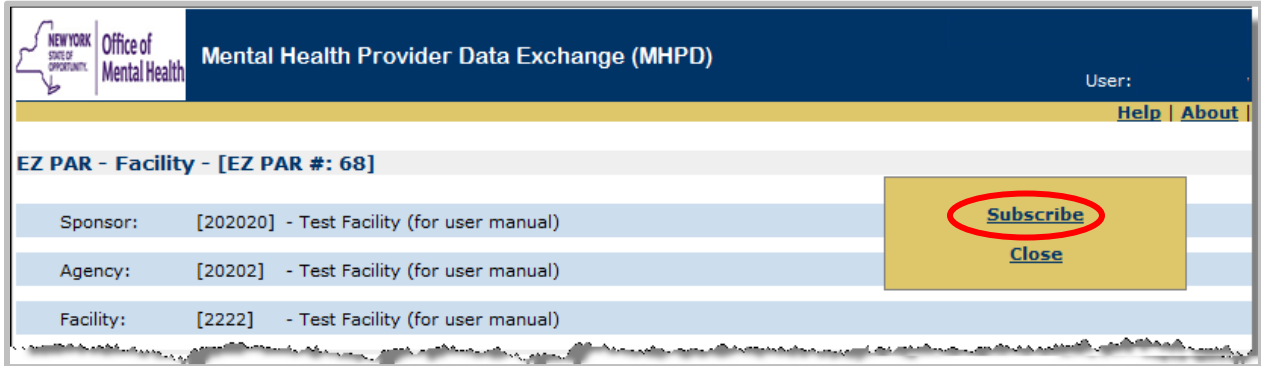 NEW YORK
STATE OF
OPPORTUNITY.
Office of
Mental Health
Mental Health Provider Data Exchange (MHPD)
User:
Help | About |
EZ PAR - Facility - [EZ PAR #: 68]
Subscribe
Close
Sponsor: [202020] - Test Facility (for user manual)
Agency: [20202] - Test Facility (for user manual)
Facility: [2222] - Test Facility (for user manual)